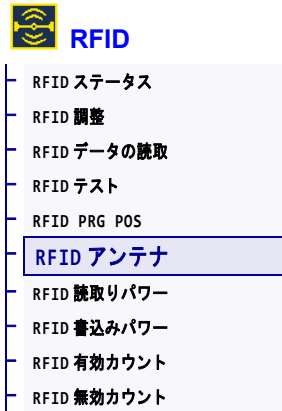 RFID
RFID ステータス
RFID 調整
RFID データの読取
RFID テスト
RFID PRG POS
RFID アンテナ
RFID 読取りパワー
RFID 書込みパワー
RFID 有効カウント
RFID 無効カウント